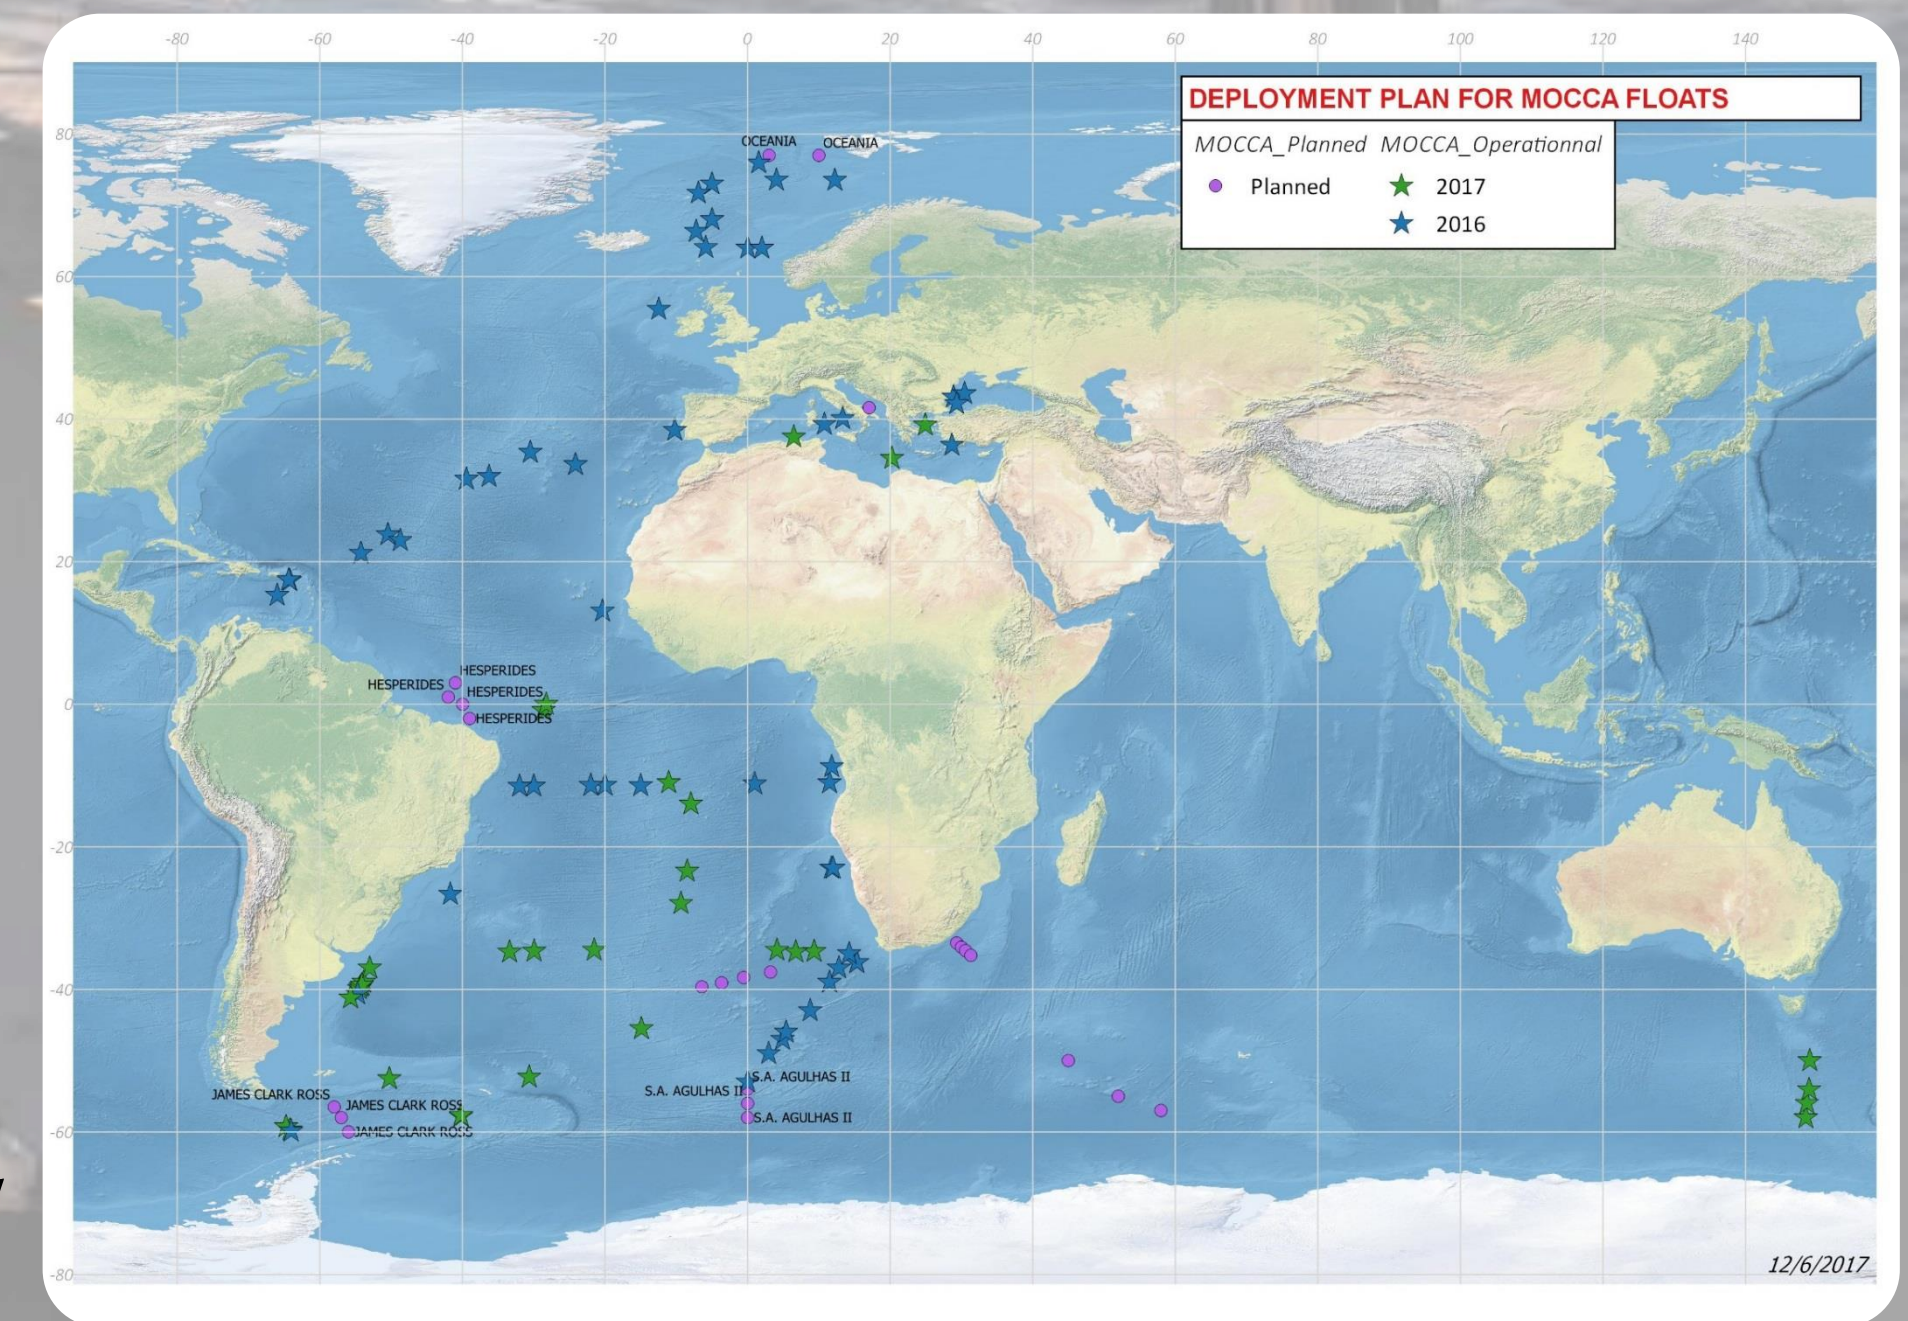 -80 -60 -40 -20 0 20 40 60 80 100 120 140
DEPLOYMENT PLAN FOR MOCCA FLOATS
MOCCA_Planned MOCCA_Operationnal
Planned 2017
2016
80
OCEANIA OCEANIA
60
40
20
HESPERIDES
HESPERIDES
HESPERIDES
0
HESPERIDES
-20
-40
S.A. AGULHAS II
S.A. AGULHAS II
JAMES CLARK ROSS
JAMES CLARK ROSS
S.A. AGULHAS II
-60
JAMES CLARK ROSS
12/6/2017
-80